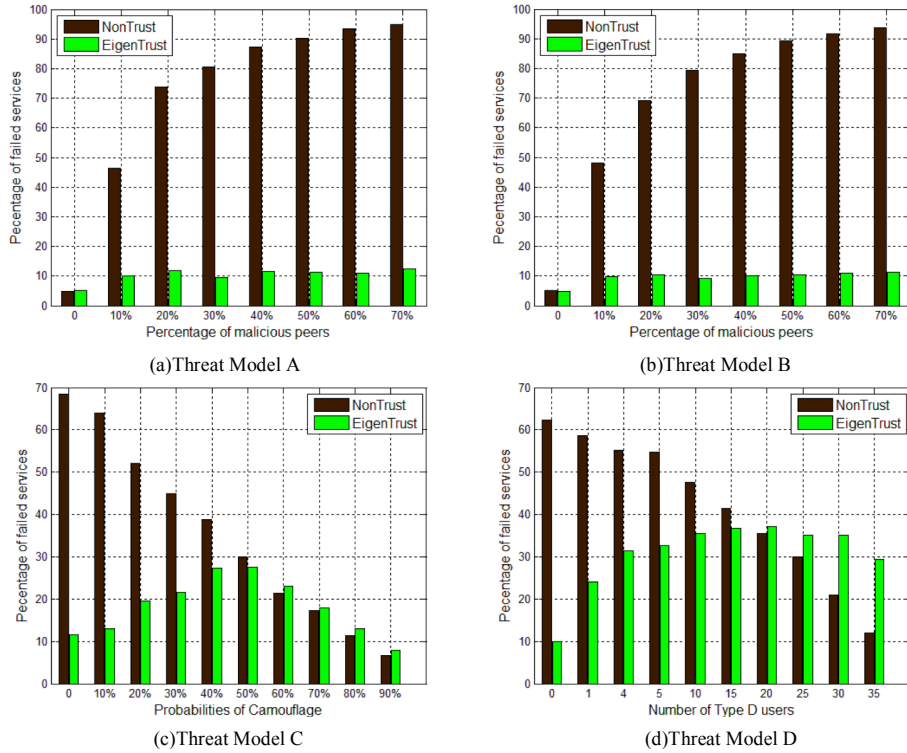 NonTrust
EigenTrust
Pecentage of failed services
100
90
80
70
60
50
40
30
20
10
0
0 10% 20% 30% 40% 50% 60% 70%
Percentage of malicious peers
(a)Threat Model A
NonTrust
EigenTrust
Pecentage of failed services
100
90
80
70
60
50
40
30
20
10
0
0 10% 20% 30% 40% 50% 60% 70%
Percentage of malicious peers
(b)Threat Model B
NonTrust
EigenTrust
Pecentage of failed services
70
60
50
40
30
20
10
0
0 10% 20% 30% 40% 50% 60% 70% 80% 90%
Probabilities of Camouflage
(c)Threat Model C
NonTrust
EigenTrust
Pecentage of failed services
70
60
50
40
30
20
10
0
0 1 4 5 10 15 20 25 30 35
Number of Type D users
(d)Threat Model D